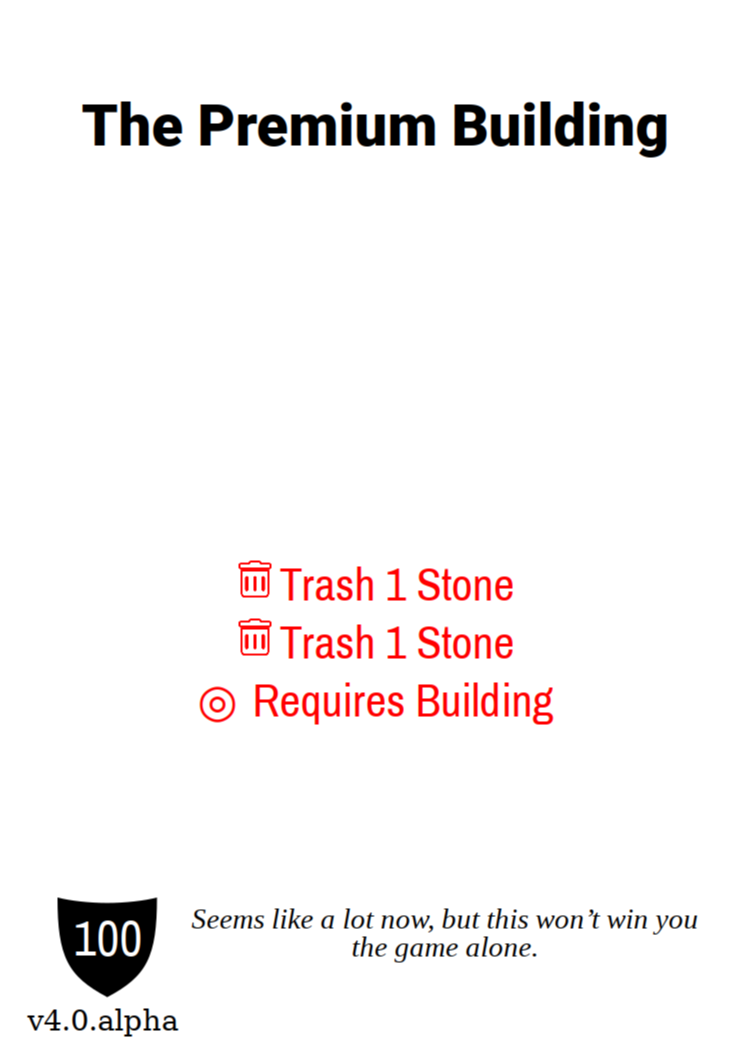 The Premium Building
Trash 1 Stone
Trash 1 Stone
Requires Building
100
Seems like a lot now, but this won’t win you
the game alone.
v4.0.alpha